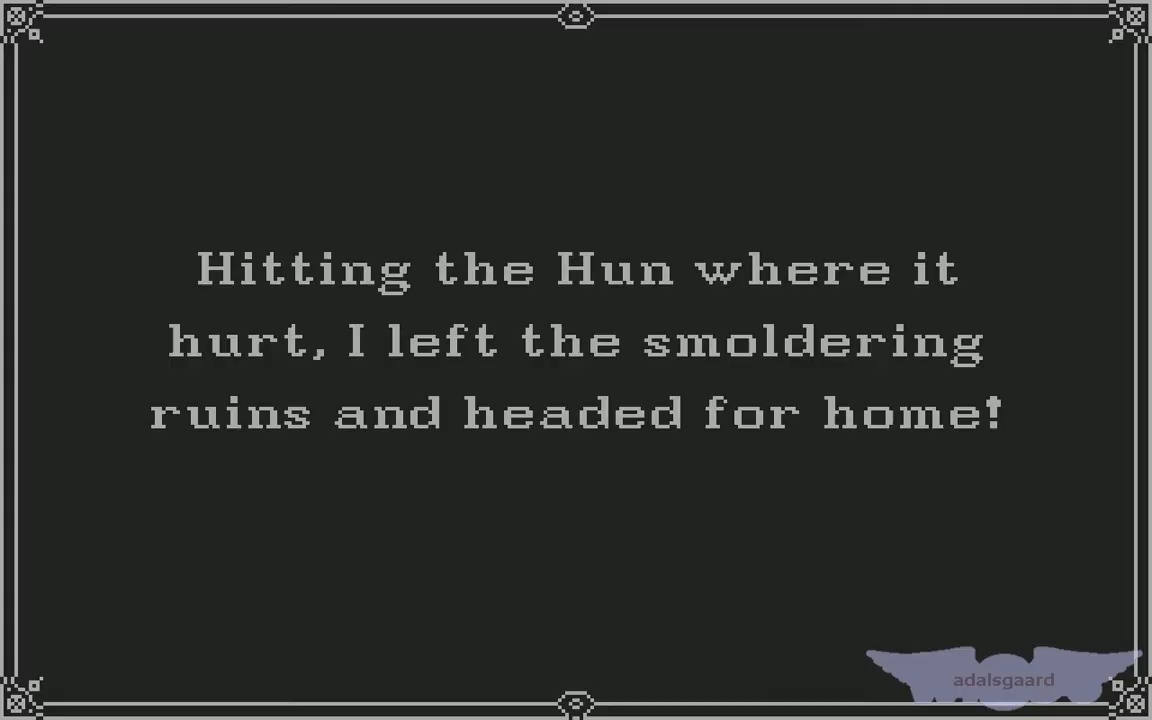 Hitting the Hun where it
hurt, I left the smoldering
ruins and headed for home!
adalsgaard